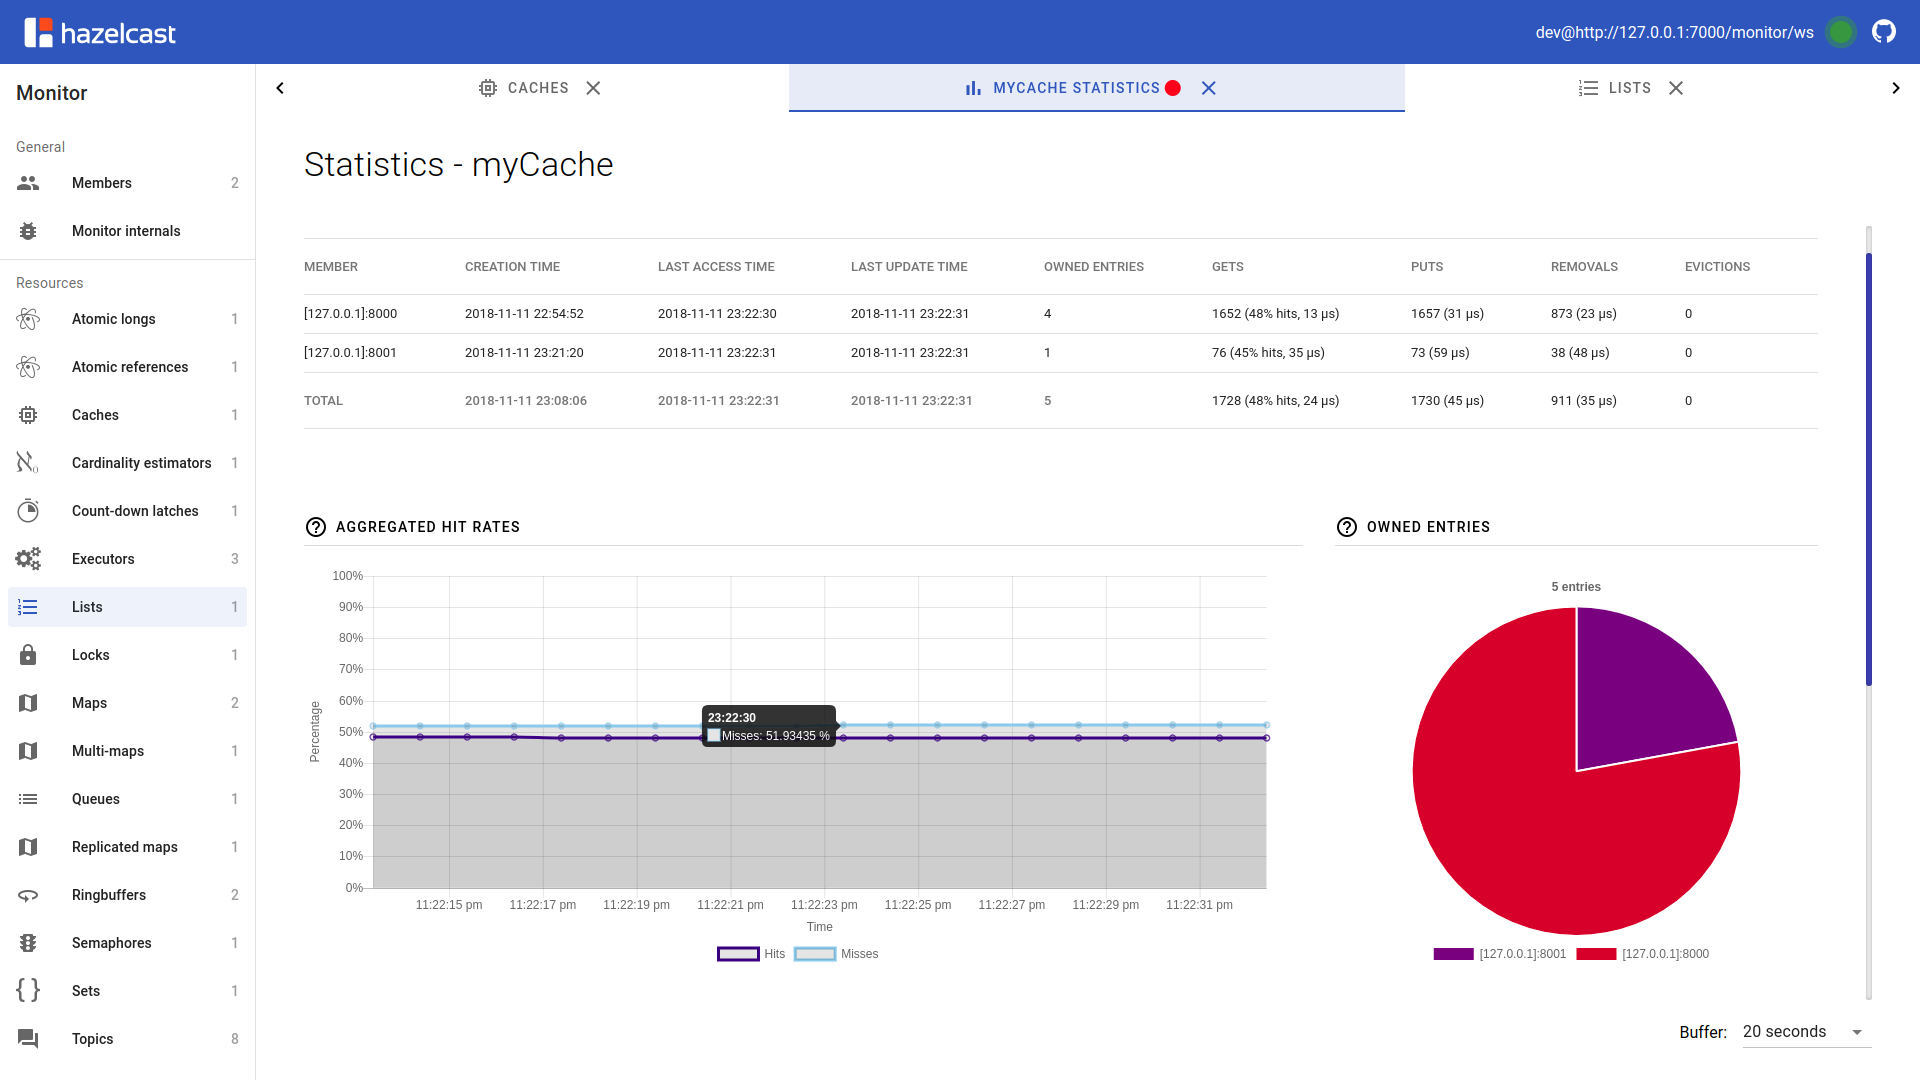 hazelcast
dev@http://127.0.0.1:7000/monitor/ws
Monitor
General
Members 2
Monitor internals
Resources
Atomic longs 1
Atomic references 1
Caches 1
Cardinality estimators 1
Count-down latches 1
Executors 3
Lists 1
Locks 1
Maps 2
Multi-maps 1
Queues 1
Replicated maps 1
Ringbuffers 2
Semaphores 1
Sets 1
Topics 8
CACHES
MYCACHE STATISTICS
LISTS
Statistics - myCache
MEMBER CREATION TIME LAST ACCESS TIME LAST UPDATE TIME OWNED ENTRIES GETS PUTS REMOVALS EVICTIONS
[127.0.0.1]:8000 2018-11-11 22:54:52 2018-11-11 23:22:30 2018-11-11 23:22:31 4 1652 (48% hits, 13 µs) 1657 (31 µs) 873 (23 µs) 0
[127.0.0.1]:8001 2018-11-11 23:21:20 2018-11-11 23:22:31 2018-11-11 23:22:31 1 76 (45% hits, 35 µs) 73 (59 µs) 38 (48 µs) 0
TOTAL 2018-11-11 23:08:06 2018-11-11 23:22:31 2018-11-11 23:22:31 5 1728 (48% hits, 24 µs) 1730 (45 µs) 911 (35 µs) 0
AGGREGATED HIT RATES
100%
90%
80%
70%
60%
50%
40%
30%
20%
10%
0%
Percentage
23:22:30
Misses: 51.93435 %
11:22:15 pm 11:22:17 pm 11:22:19 pm 11:22:21 pm 11:22:23 pm 11:22:25 pm 11:22:27 pm 11:22:29 pm 11:22:31 pm
Time
Hits Misses
OWNED ENTRIES
5 entries
[127.0.0.1]:8001 [127.0.0.1]:8000
Buffer: 20 seconds